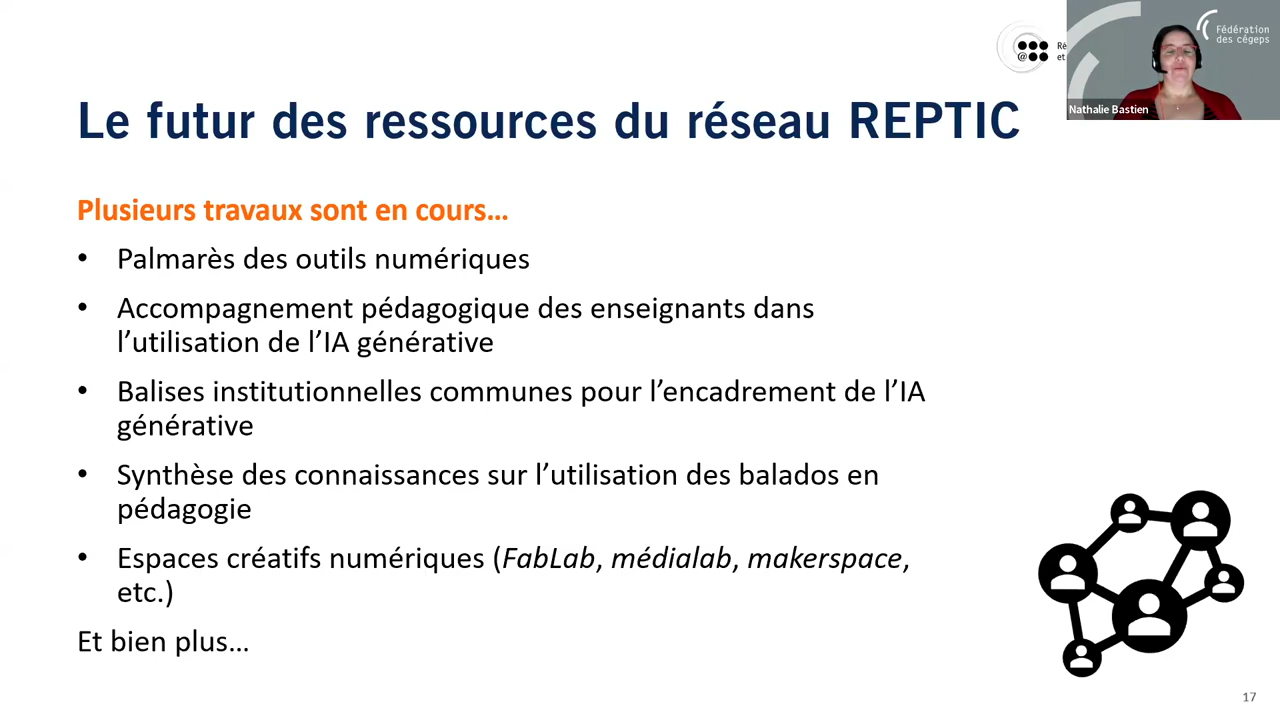 Fédération
des cégeps
Nathalie Bastien
Le futur des ressources du réseau REPTIC
Plusieurs travaux sont en cours…
• Palmarès des outils numériques
• Accompagnement pédagogique des enseignants dans
l’utilisation de l’IA générative
• Balises institutionnelles communes pour l’encadrement de l’IA
générative
• Synthèse des connaissances sur l’utilisation des balados en
pédagogie
• Espaces créatifs numériques (FabLab, médialab, makerspace,
etc.)
Et bien plus…
17